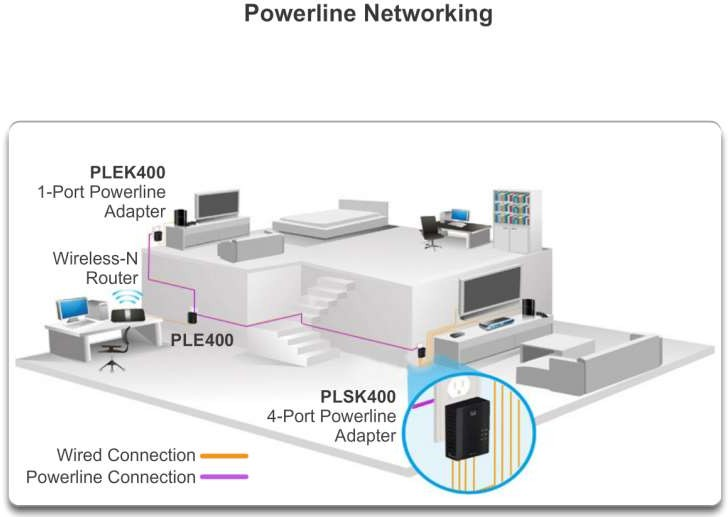 Powerline Networking
PLEK400
1-Port Powerline
Adapter
Wireless-N
Router
PLE400
PLSK400
4-Port Powerline
Adapter
Wired Connection
Powerline Connection